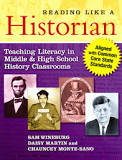 READING LIKE A
Historian
Teaching Literacy in
Middle & High School
History Classrooms
Aligned with
Common Core
State Standards
SAM WINEBURG
DAISY MARTIN and
CHAUNCEY MONTE-SANO